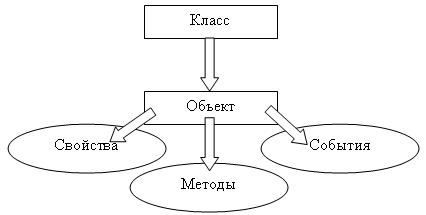 Класс
Объект
Свойства
События
Методы